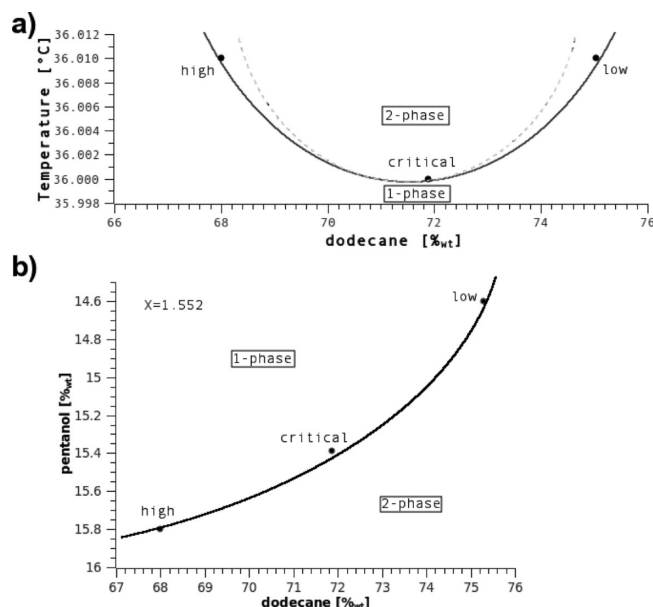 a)
Temperature [°C]
36.012
36.010
36.008
36.006
36.004
36.002
36.000
35.998
high
low
2-phase
critical
1-phase
66
68
70
72
74
76
dodecane [%wt]
b)
pentanol [%wt]
14.6
14.8
15
15.2
15.4
15.6
15.8
16
X=1.552
low
1-phase
critical
high
2-phase
67
68
69
70
71
72
73
74
75
76
dodecane [%wt]